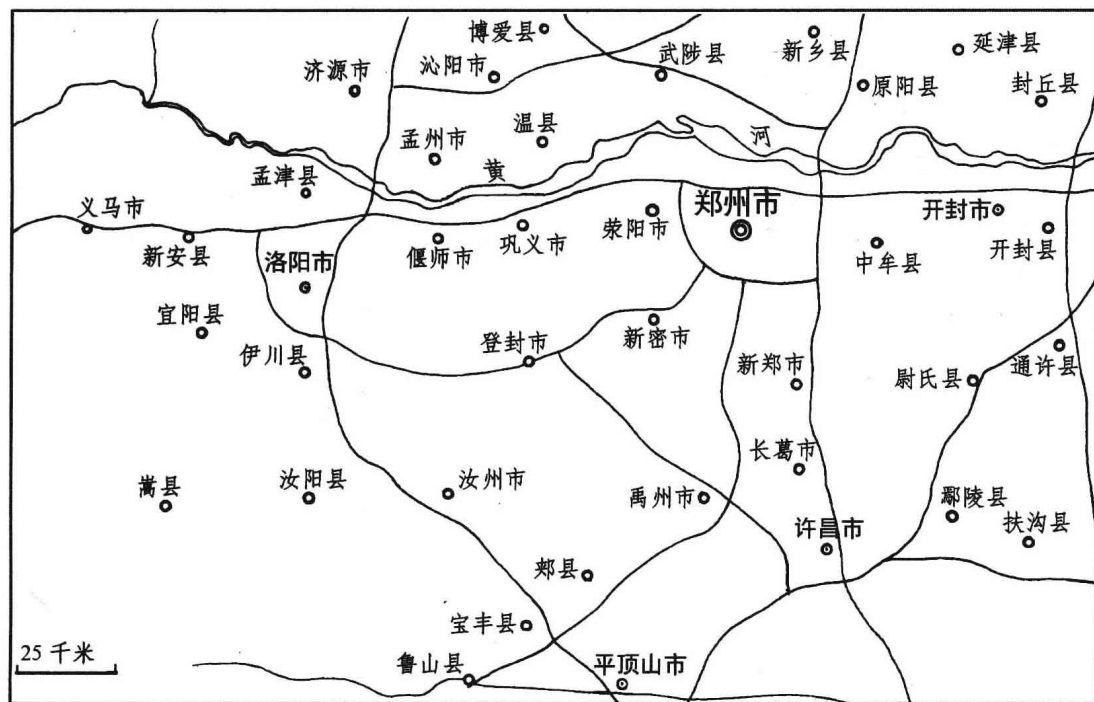 博爱县
新乡县
延津县
济源市
沁阳市
武陟县
原阳县
封丘县
孟州市
温县
黄
河
孟津县
义马市
新安县
洛阳市
偃师市
巩义市
荥阳市
郑州市
中牟县
开封市
开封县
宜阳县
伊川县
登封市
新密市
新郑市
尉氏县
通许县
嵩县
汝阳县
汝州市
禹州市
长葛市
鄢陵县
扶沟县
许昌市
郏县
宝丰县
鲁山县
平顶山市
25 千米